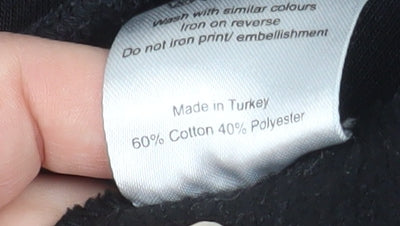 Wash with similar colours
Iron on reverse
Do not iron print/ embellishment
Made in Turkey
60% Cotton 40% Polyester